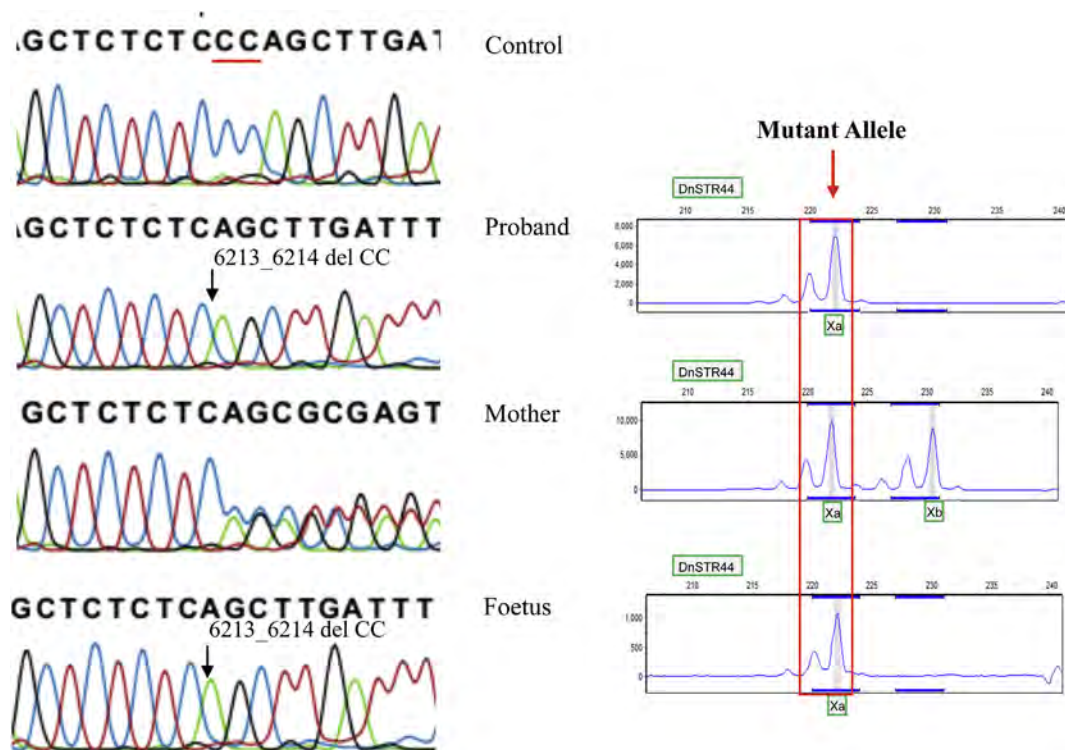 .GCTCTCTCCCCAGCTTGAT
Control
Mutant Allele
DnSTR44
210 215 220 225 230 235 240
8,000
6,000
4,000
2,000
0
Xa
AGCTCTCTCAGCTTGATTT
Proband
6213_6214 del CC
DnSTR44
210 215 220 225 230 235 240
10,000
5,000
0
Xa Xb
GCTCTCTCAGCGCGAGT
Mother
DnSTR44
210 215 220 225 230 235 240
1,000
500
0
Xa
GCTCTCTCAGCTTGATTT
Foetus
6213_6214 del CC